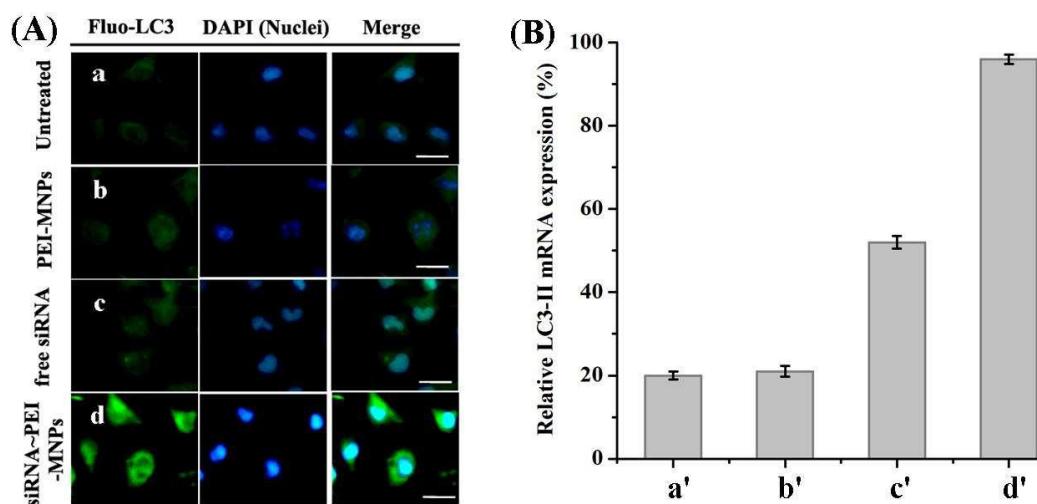 (A)
Fluo-LC3 DAPI (Nuclei) Merge
Untreated
a
PEI-MNPs
b
free siRNA
c
siRNA~PEI
-MNPs
d
(B)
Relative LC3-II mRNA expression (%)
100
80
60
40
20
0
a' b' c' d'